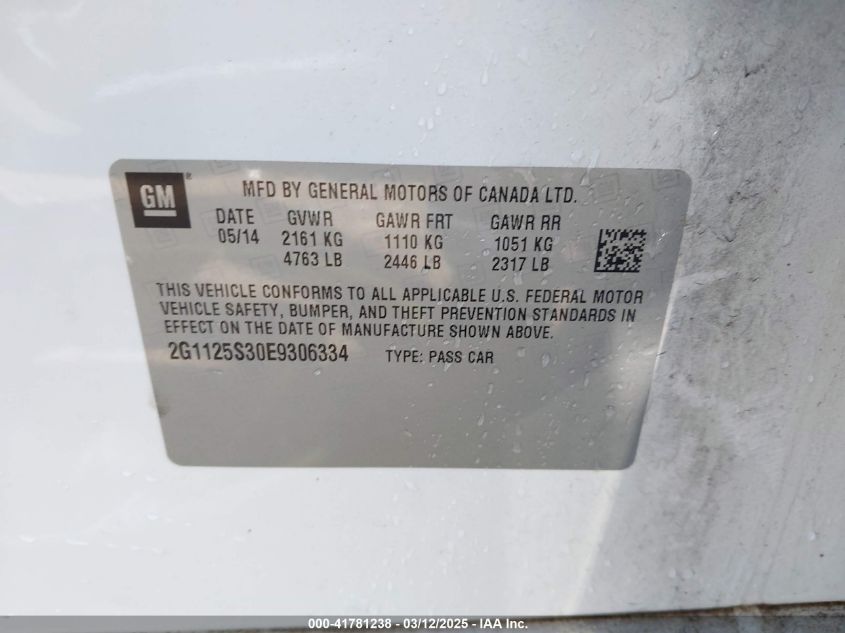 GM ®
MFD BY GENERAL MOTORS OF CANADA LTD.
DATE GVWR GAWR FRT GAWR RR
05/14 2161 KG 1110 KG 1051 KG
4763 LB 2446 LB 2317 LB
THIS VEHICLE CONFORMS TO ALL APPLICABLE U.S. FEDERAL MOTOR
VEHICLE SAFETY, BUMPER, AND THEFT PREVENTION STANDARDS IN
EFFECT ON THE DATE OF MANUFACTURE SHOWN ABOVE.
2G1125S30E9306334 TYPE: PASS CAR
000-41781238 - 03/12/2025 - IAA Inc.